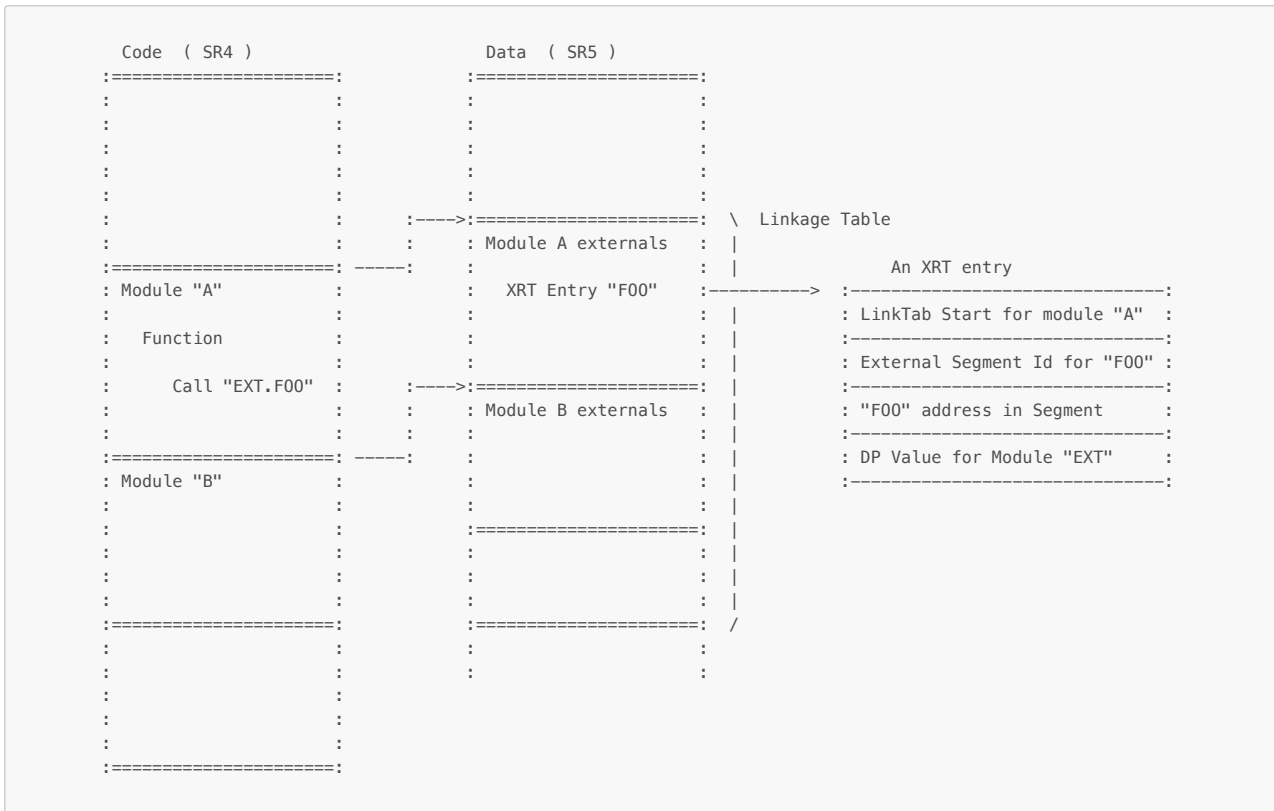 Code ( SR4 ) Data ( SR5 )
:======================: :======================:
: : : :
: : : :
: : : :
: : : :
: : : :
: : :---->:======================: \ Linkage Table
: : : : Module A externals : |
:======================: -----: : : | An XRT entry
: Module "A" : : XRT Entry "FOO" :----------> :-------------------------------:
: : : : | : LinkTab Start for module "A" :
: Function : : : | :-------------------------------:
: : : : | : External Segment Id for "FOO" :
: Call "EXT.FOO" : :---->:======================: | :-------------------------------:
: : : : Module B externals : | : "FOO" address in Segment :
: : : : : | :-------------------------------:
:======================: -----: : : | : DP Value for Module "EXT" :
: Module "B" : : : | :-------------------------------:
: : : : |
: : :======================: |
: : : : |
: : : : |
: : : : |
:======================: :======================: /
: : : :
: : : :
: :
: :
: :
:======================: